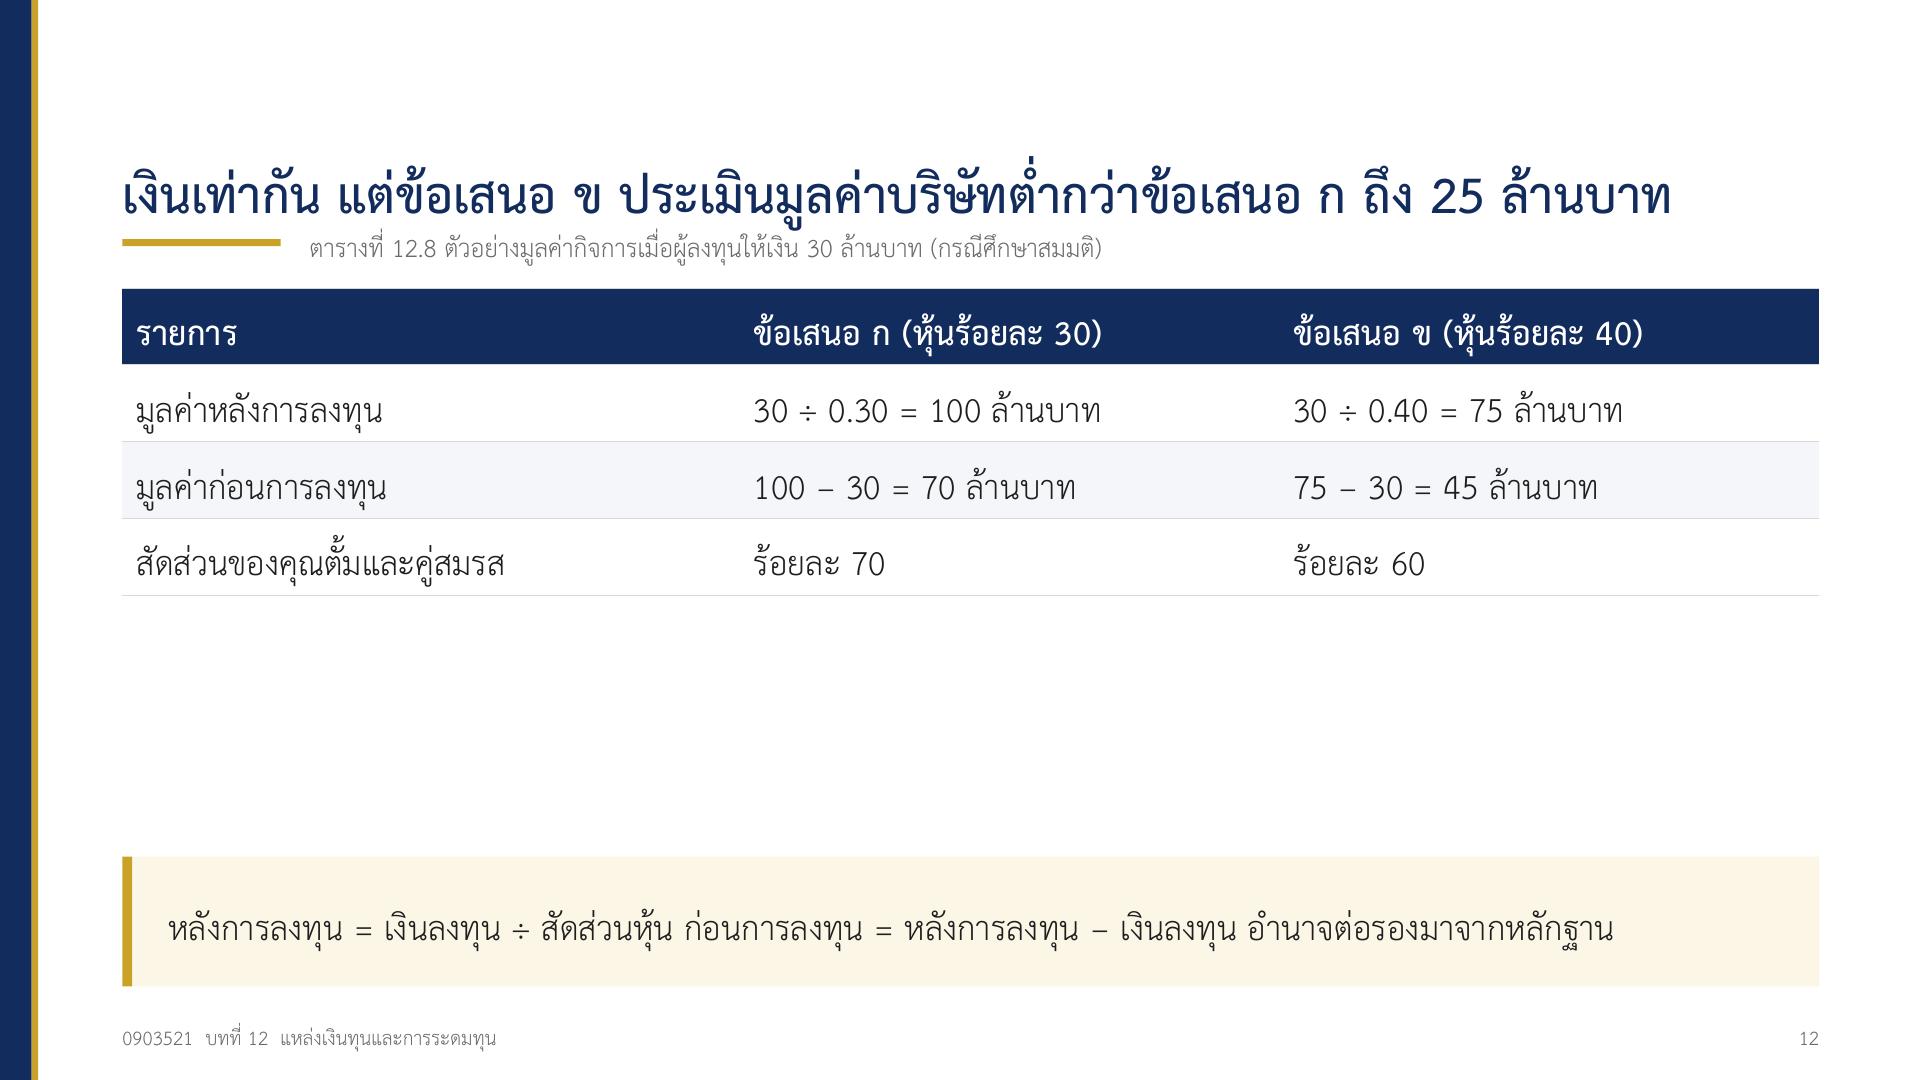 เงินเท่ากัน แต่ข้อเสนอ ข ประเมินมูลค่าบริษัทต่ำกว่าข้อเสนอ ก ถึง 25 ล้านบาท
ตารางที่ 12.8 ตัวอย่างมูลค่ากิจการเมื่อผู้ลงทุนให้เงิน 30 ล้านบาท (กรณีศึกษาสมมติ)
รายการ ข้อเสนอ ก (หุ้นร้อยละ 30) ข้อเสนอ ข (หุ้นร้อยละ 40)
มูลค่าหลังการลงทุน 30 ÷ 0.30 = 100 ล้านบาท 30 ÷ 0.40 = 75 ล้านบาท
มูลค่าก่อนการลงทุน 100 – 30 = 70 ล้านบาท 75 – 30 = 45 ล้านบาท
สัดส่วนของคุณตั้มและคู่สมรส ร้อยละ 70 ร้อยละ 60
หลังการลงทุน = เงินลงทุน ÷ สัดส่วนหุ้น ก่อนการลงทุน = หลังการลงทุน – เงินลงทุน อำนาจต่อรองมาจากหลักฐาน
0903521 บทที่ 12 แหล่งเงินทุนและการระดมทุน 12